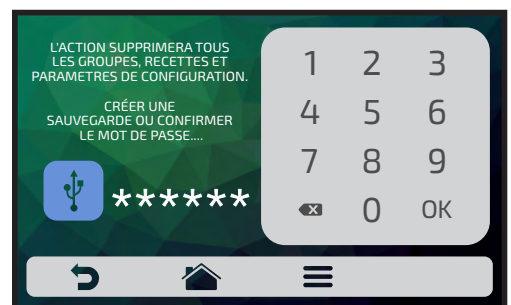 L'ACTION SUPPRIMERA TOUS
LES GROUPES, RECETTES ET
PARAMETRES DE CONFIGURATION.
CRÉER UNE
SAUVEGARDE OU CONFIRMER
LE MOT DE PASSE....
******
1 2 3
4 5 6
7 8 9
0 OK